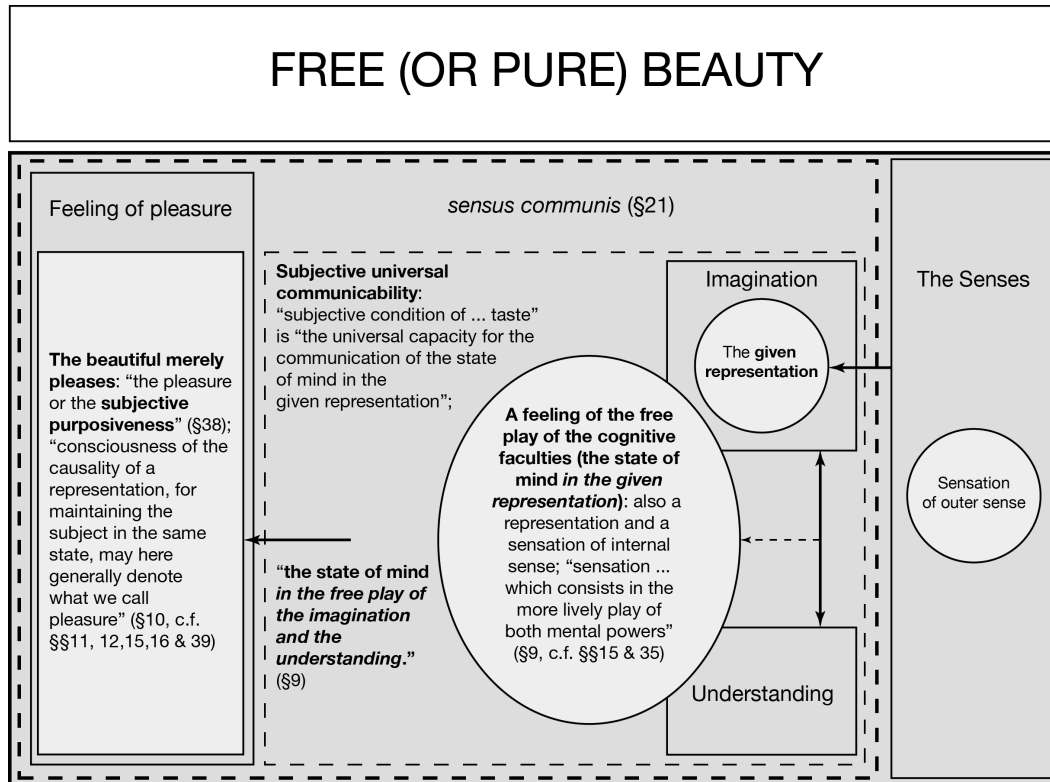 FREE (OR PURE) BEAUTY
Feeling of pleasure
The beautiful merely
pleases: “the pleasure
or the subjective
purposiveness” (§38);
“consciousness of the
causality of a
representation, for
maintaining the
subject in the same
state, may here
generally denote
what we call
pleasure” (§10, c.f.
§§11, 12,15,16 & 39)
sensus communis (§21)
Subjective universal
communicability:
“subjective condition of ... taste”
is “the universal capacity for the
communication of the state
of mind in the
given representation”;
“the state of mind
in the free play of
the imagination
and the
understanding.”
(§9)
A feeling of the free
play of the cognitive
faculties (the state of
mind in the given
representation): also a
representation and a
sensation of internal
sense; “sensation ...
which consists in the
more lively play of
both mental powers”
(§9, c.f. §§15 & 35)
Imagination
The given
representation
Understanding
The Senses
Sensation
of outer sense